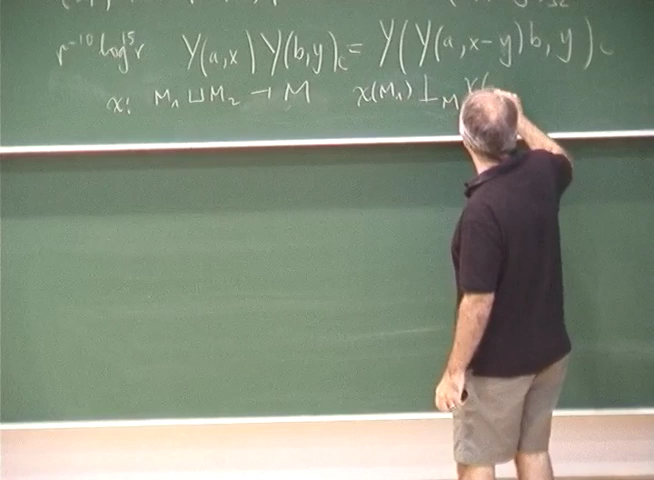 r⁻¹⁰ log¹⁵ r Y(a,x)Y(b,y)c = Y(Y(a,x-y)b,y)c
χ: M₁ ⊔ M₂ → M χ(M₁) ⊥_M χ(